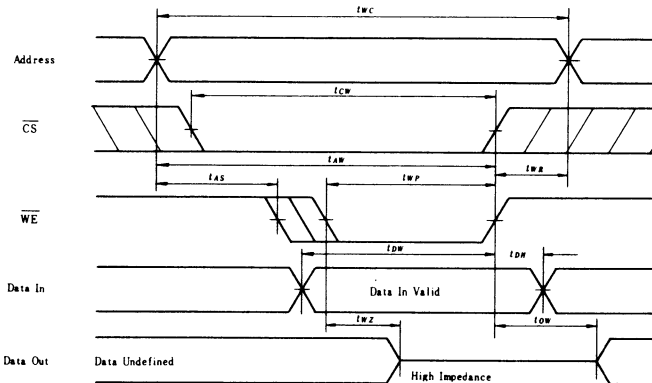 tWC
Address
tCW
CS
tAW
tAS
tWP
tWR
WE
tDW
tDH
Data In
Data In Valid
tWZ
tOW
Data Out
Data Undefined
High Impedance